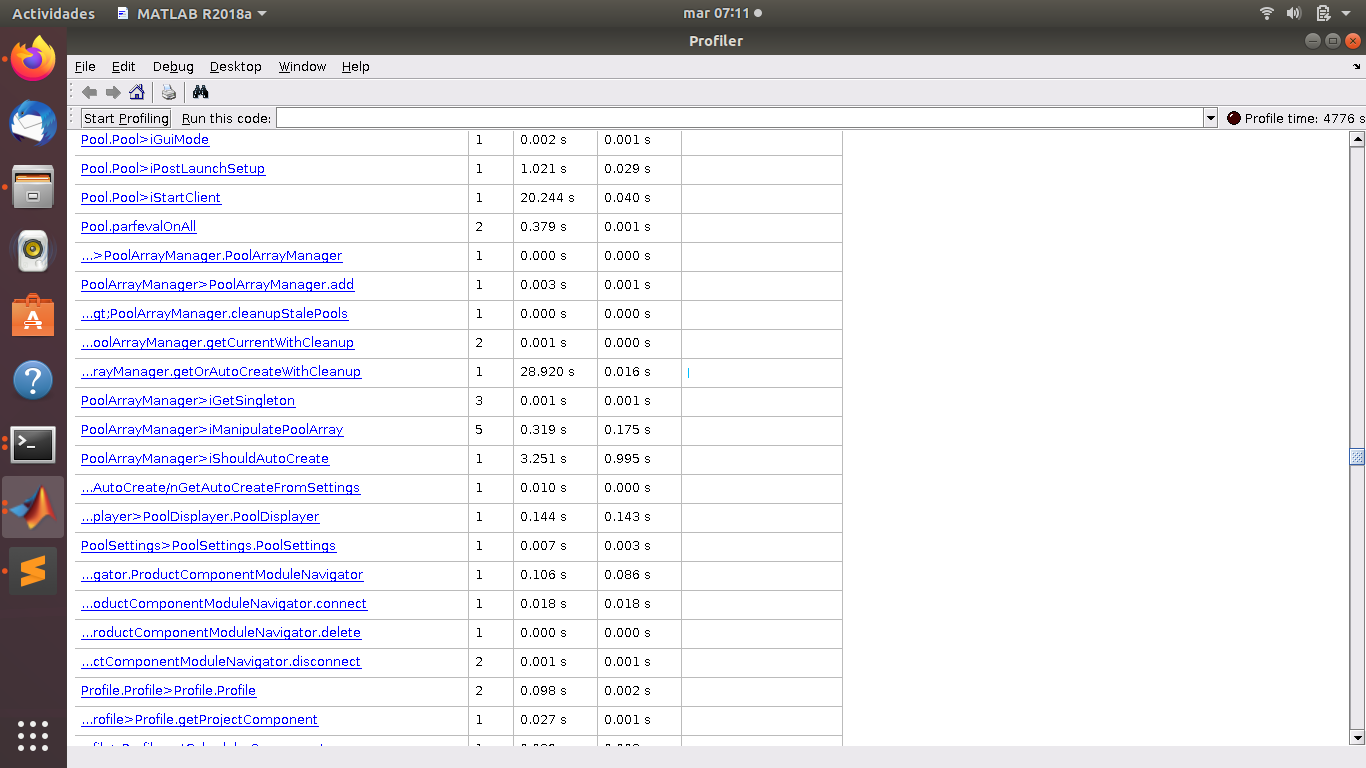 Actividades MATLAB R2018a mar 07:11
Profiler
File Edit Debug Desktop Window Help
Start Profiling Run this code: Profile time: 4776 s
Pool.Pool>iGuiMode 1 0.002 s 0.001 s
Pool.Pool>iPostLaunchSetup 1 1.021 s 0.029 s
Pool.Pool>iStartClient 1 20.244 s 0.040 s
Pool.parfevalOnAll 2 0.379 s 0.001 s
...>PoolArrayManager.PoolArrayManager 1 0.000 s 0.000 s
PoolArrayManager>PoolArrayManager.add 1 0.003 s 0.001 s
...gt;PoolArrayManager.cleanupStalePools 1 0.000 s 0.000 s
...oolArrayManager.getCurrentWithCleanup 2 0.001 s 0.000 s
...rayManager.getOrAutoCreateWithCleanup 1 28.920 s 0.016 s
PoolArrayManager>iGetSingleton 3 0.001 s 0.001 s
PoolArrayManager>iManipulatePoolArray 5 0.319 s 0.175 s
PoolArrayManager>iShouldAutoCreate 1 3.251 s 0.995 s
...AutoCreate/nGetAutoCreateFromSettings 1 0.010 s 0.000 s
...player>PoolDisplayer.PoolDisplayer 1 0.144 s 0.143 s
PoolSettings>PoolSettings.PoolSettings 1 0.007 s 0.003 s
...gator.ProductComponentModuleNavigator 1 0.106 s 0.086 s
...oductComponentModuleNavigator.connect 1 0.018 s 0.018 s
...roductComponentModuleNavigator.delete 1 0.000 s 0.000 s
...ctComponentModuleNavigator.disconnect 2 0.001 s 0.001 s
Profile.Profile>Profile.Profile 2 0.098 s 0.002 s
...rofile>Profile.getProjectComponent 1 0.027 s 0.001 s